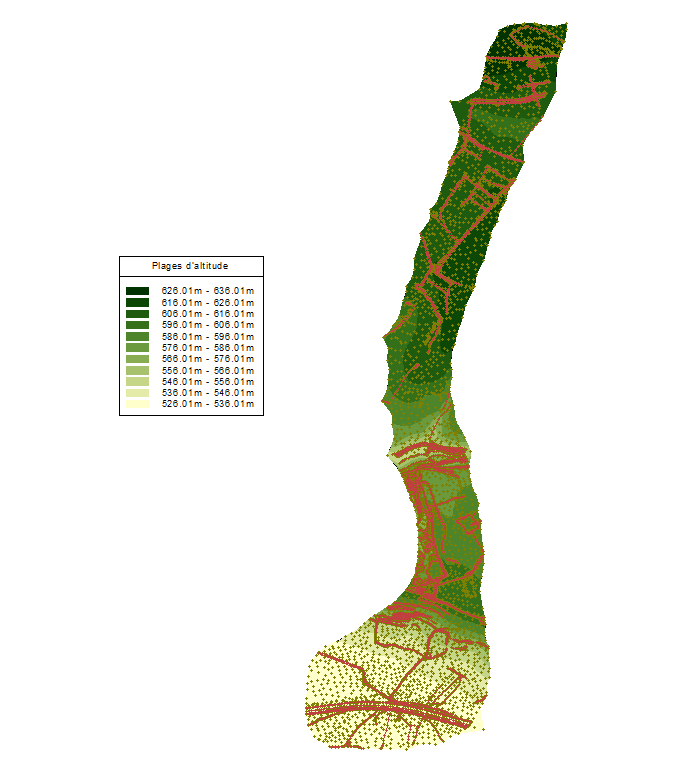 Plages d'altitude
626.01m - 636.01m
616.01m - 626.01m
606.01m - 616.01m
596.01m - 606.01m
586.01m - 596.01m
576.01m - 586.01m
566.01m - 576.01m
556.01m - 566.01m
546.01m - 556.01m
536.01m - 546.01m
526.01m - 536.01m